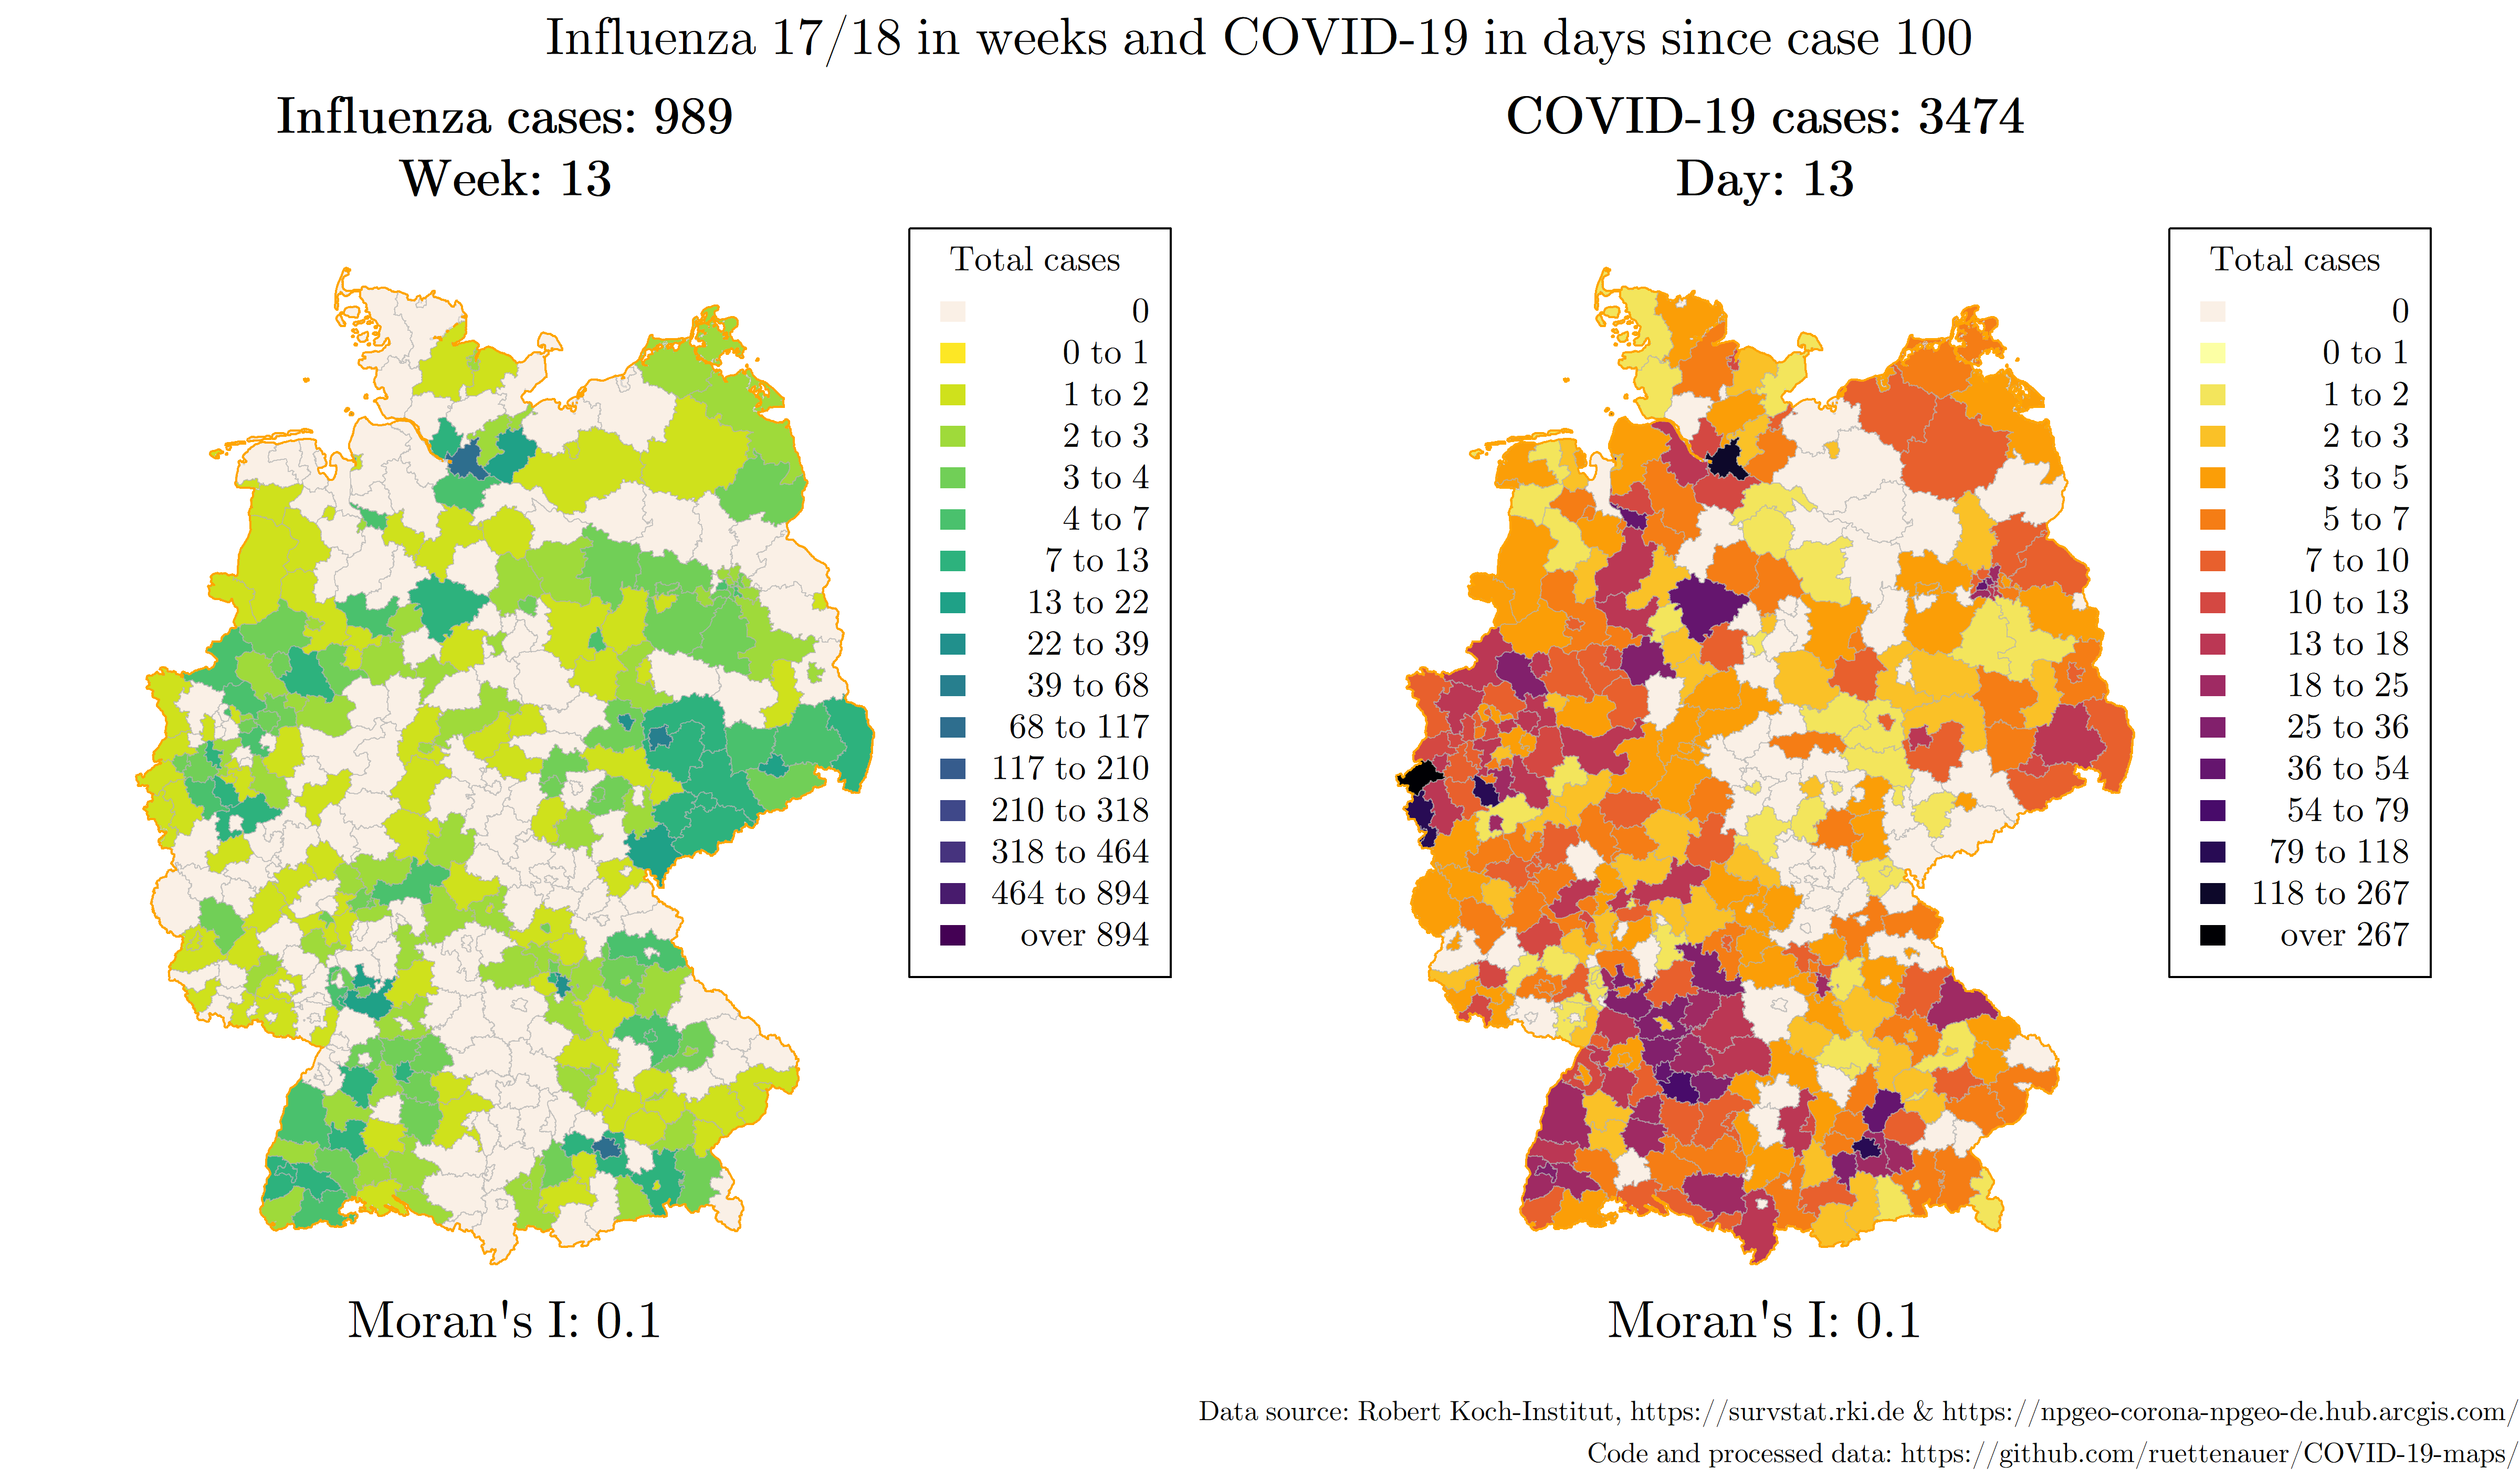 Influenza 17/18 in weeks and COVID-19 in days since case 100
Influenza cases: 989
Week: 13
Total cases
0
0 to 1
1 to 2
2 to 3
3 to 4
4 to 7
7 to 13
13 to 22
22 to 39
39 to 68
68 to 117
117 to 210
210 to 318
318 to 464
464 to 894
over 894
Moran's I: 0.1
COVID-19 cases: 3474
Day: 13
Total cases
0
0 to 1
1 to 2
2 to 3
3 to 5
5 to 7
7 to 10
10 to 13
13 to 18
18 to 25
25 to 36
36 to 54
54 to 79
79 to 118
118 to 267
over 267
Moran's I: 0.1
Data source: Robert Koch-Institut, https://survstat.rki.de & https://npgeo-corona-npgeo-de.hub.arcgis.com/
Code and processed data: https://github.com/ruettenauer/COVID-19-maps/